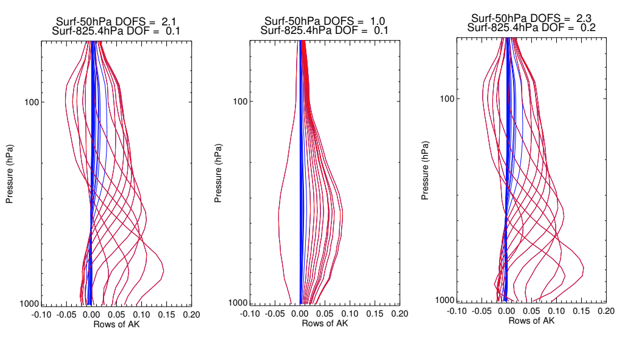 Surf-50hPa DOFS = 2.1
Surf-825.4hPa DOF = 0.1
Pressure (hPa)
100
1000
-0.10 -0.05 0.00 0.05 0.10 0.15 0.20
Rows of AK
Surf-50hPa DOFS = 1.0
Surf-825.4hPa DOF = 0.1
Pressure (hPa)
100
1000
-0.10 -0.05 0.00 0.05 0.10 0.15 0.20
Rows of AK
Surf-50hPa DOFS = 2.3
Surf-825.4hPa DOF = 0.2
Pressure (hPa)
100
1000
-0.10 -0.05 0.00 0.05 0.10 0.15 0.20
Rows of AK